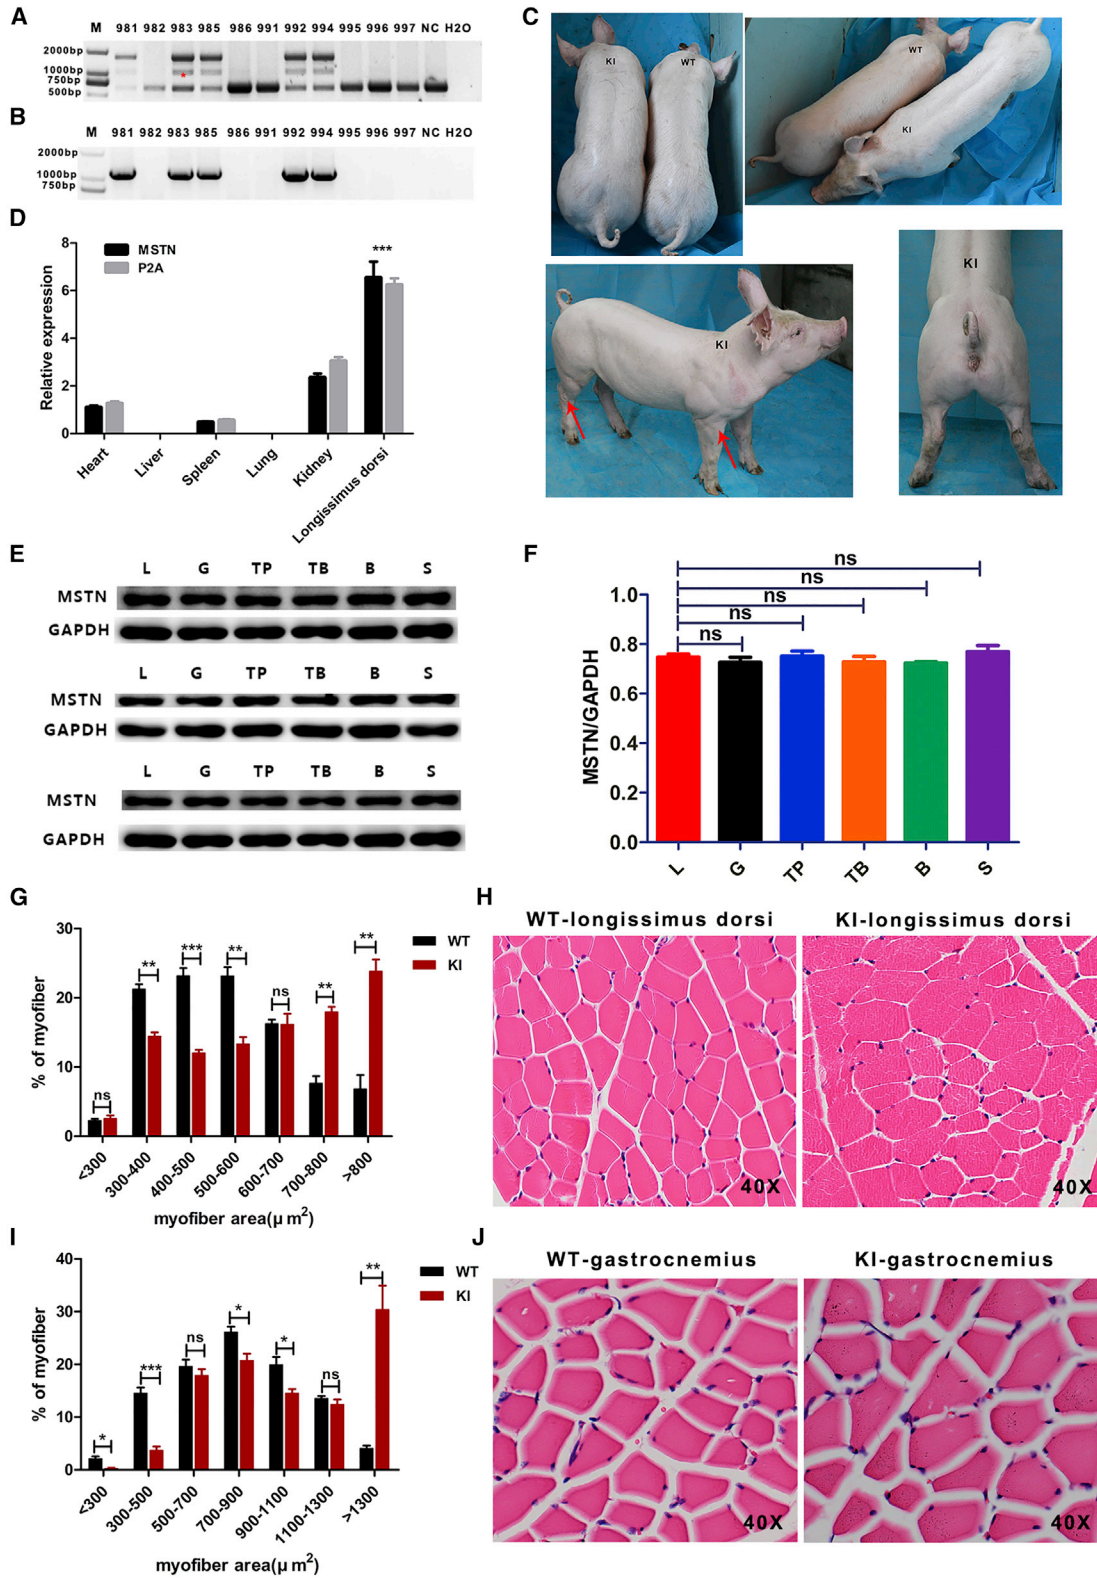 A
M 981 982 983 985 986 991 992 994 995 996 997 NC H2O
2000bp
1000bp
750bp
500bp
*
B
M 981 982 983 985 986 991 992 994 995 996 997 NC H2O
2000bp
1000bp
750bp
C
KI WT
WT
KI
KI
KI
D
MSTN
P2A
***
Relative expression
8
6
4
2
0
Heart Liver Spleen Lung Kidney Longissimus dorsi
E
L G TP TB B S
MSTN
GAPDH
L G TP TB B S
MSTN
GAPDH
L G TP TB B S
MSTN
GAPDH
F
ns
ns
ns
ns
ns
MSTN/GAPDH
1.0
0.8
0.6
0.4
0.2
0.0
L G TP TB B S
G
WT
KI
% of myofiber
30
20
10
0
ns ** *** ** ns ** **
<300 300-400 400-500 500-600 600-700 700-800 >800
myofiber area(μ m2)
H
WT-longissimus dorsi KI-longissimus dorsi
40X 40X
I
WT
KI
% of myofiber
40
30
20
10
0
* *** ns * * ns **
<300 300-500 500-700 700-900 900-1100 1100-1300 >1300
myofiber area(μ m2)
J
WT-gastrocnemius KI-gastrocnemius
40X 40X